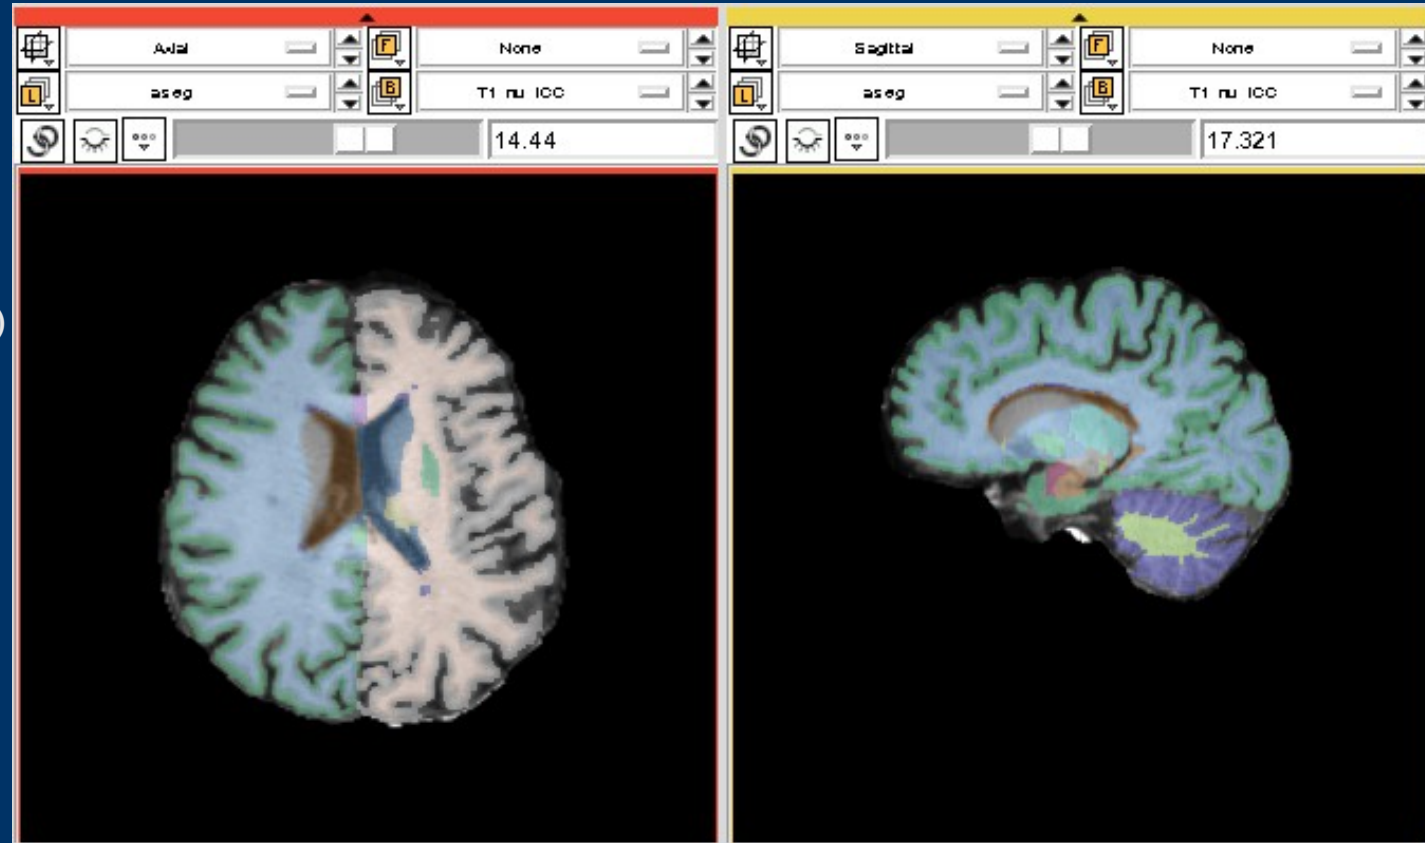 Axial
F
None
L
aseg
B
T1 nu ICC
14.44
Sagittal
F
None
L
aseg
B
T1 nu ICC
17.321
)